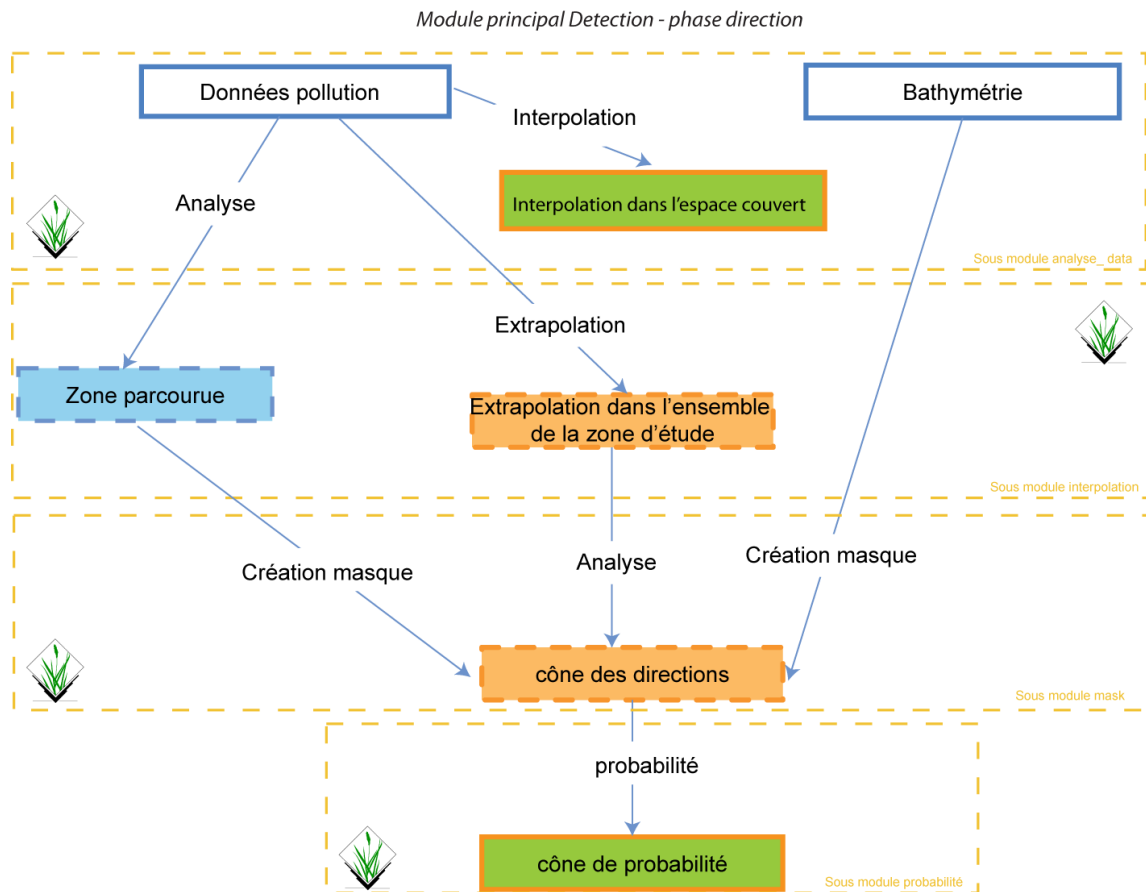 Module principal Detection - phase direction
Données pollution
Bathymétrie
Interpolation
Analyse
Interpolation dans l'espace couvert
Sous module analyse_ data
Extrapolation
Zone parcourue
Extrapolation dans l'ensemble
de la zone d'étude
Sous module interpolation
Création masque
Analyse
Création masque
cône des directions
Sous module mask
probabilité
cône de probabilité
Sous module probabilité